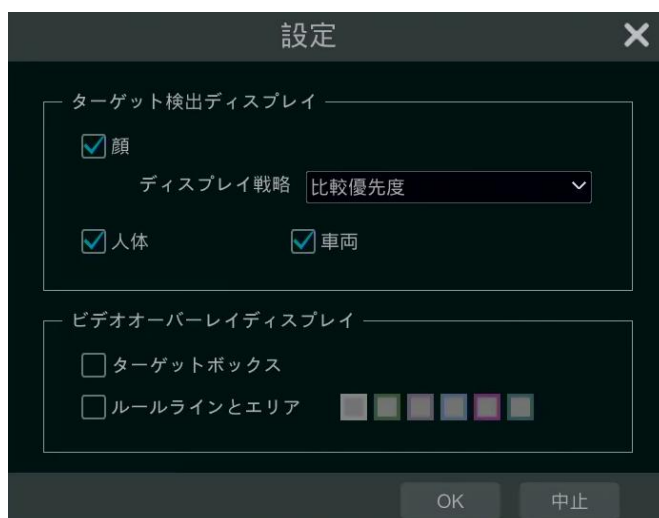 設定
ターゲット検出ディスプレイ
顔
ディスプレイ戦略 比較優先度
人体 車両
ビデオオーバーレイディスプレイ
ターゲットボックス
ルールラインとエリア
OK 中止